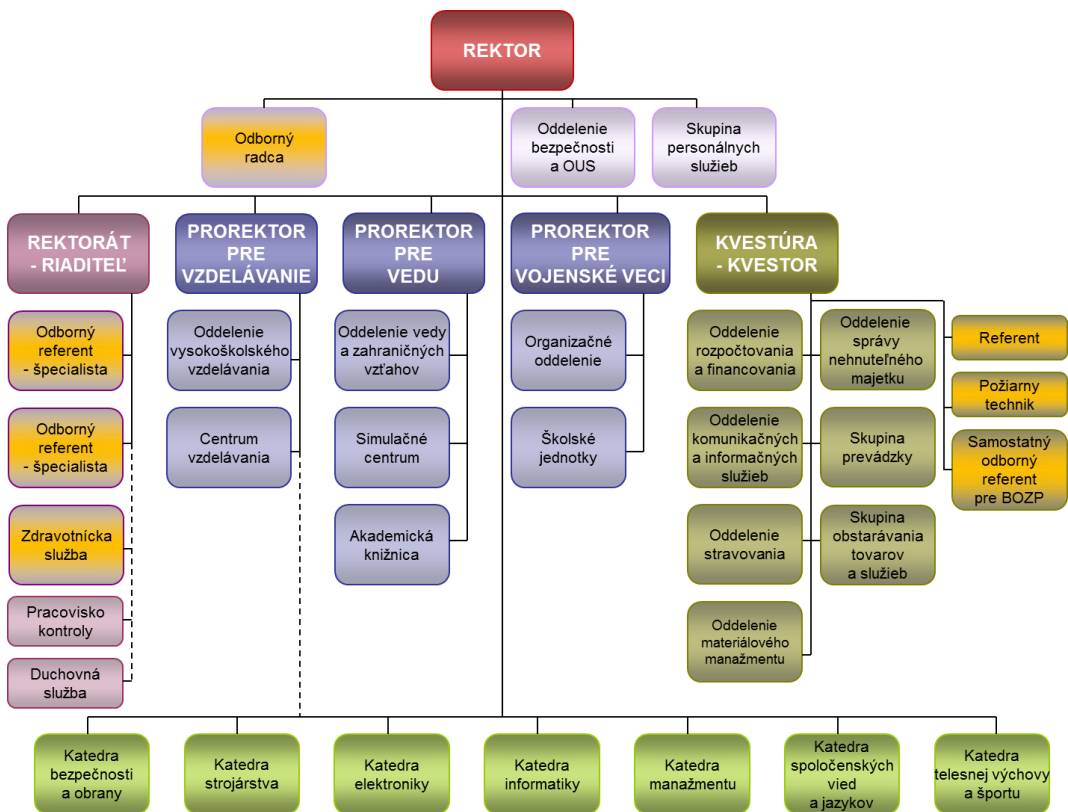 REKTOR
Odborný
radca
Oddelenie
bezpečnosti
a OUS
Skupina
personálnych
služieb
REKTORÁT
- RIADITEĽ
PROREKTOR
PRE
VZDELÁVANIE
PROREKTOR
PRE
VEDU
PROREKTOR
PRE
VOJENSKÉ VECI
KVESTÚRA
- KVESTOR
Odborný
referent
- špecialista
Odborný
referent
- špecialista
Zdravotnícka
služba
Pracovisko
kontroly
Duchovná
služba
Oddelenie
vysokoškolského
vzdelávania
Centrum
vzdelávania
Oddelenie vedy
a zahraničných
vzťahov
Simulačné
centrum
Akademická
knižnica
Organizačné
oddelenie
Školské
jednotky
Oddelenie
rozpočtovania
a financovania
Oddelenie
komunikačných
a informačných
služieb
Oddelenie
stravovania
Oddelenie
materiálového
manažmentu
Oddelenie
správy
nehnuteľného
majetku
Skupina
prevádzky
Skupina
obstarávania
tovarov
a služieb
Referent
Požiarny
technik
Samostatný
odborný
referent
pre BOZP
Katedra
bezpečnosti
a obrany
Katedra
strojárstva
Katedra
elektroniky
Katedra
informatiky
Katedra
manažmentu
Katedra
spoločenských
vied
a jazykov
Katedra
telesnej výchovy
a športu